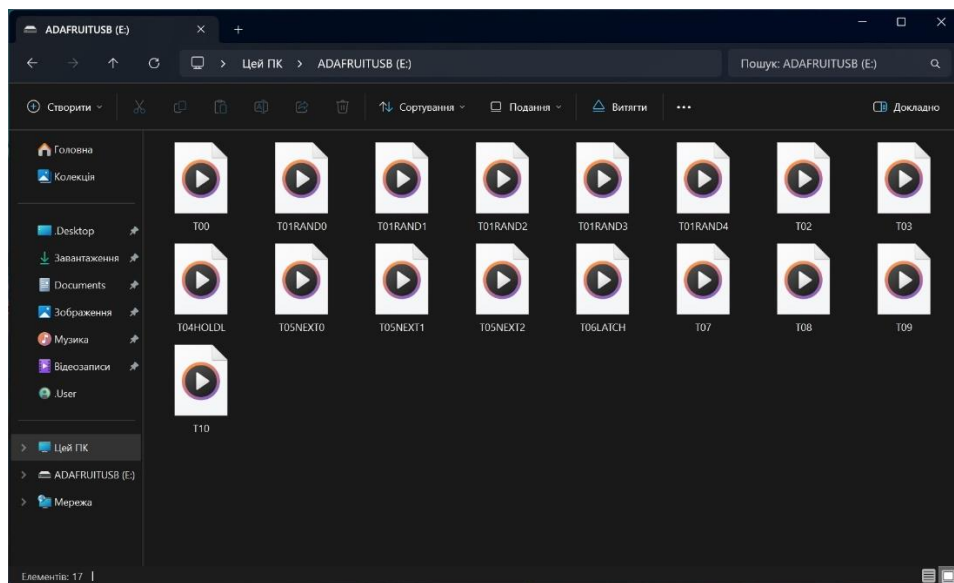 ADAFRUITUSB (E:)
Цей ПК > ADAFRUITUSB (E:)
Пошук: ADAFRUITUSB (E:)
Створити
Сортування
Подання
Витягти
Докладно
Головна
Колекція
.Desktop
Завантаження
Documents
Зображення
Музика
Відеозаписи
.User
Цей ПК
ADAFRUITUSB (E:)
Мережа
T00 T01RAND0 T01RAND1 T01RAND2 T01RAND3 T01RAND4 T02 T03
T04HOLDL T05NEXT0 T05NEXT1 T05NEXT2 T06LATCH T07 T08 T09
T10
Елементів: 17